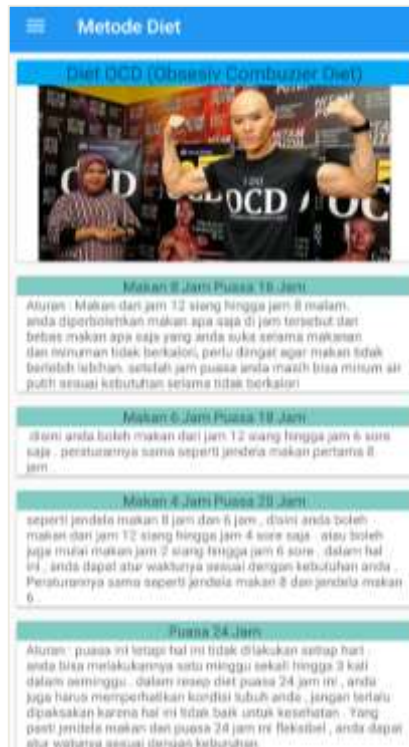 Metode Diet
Diet OCD (Obsesiv Combuzier Diet)
OCD
OCD
OC
Makan 8 Jam Puasa 16 Jam
Aturan : Makan dari jam 12 siang hingga jam 8 malam.
anda diperbolehkan makan apa saja di jam tersebut dan
bebas makan apa saja yang anda suka selama makanan
dan minuman tidak berkalori, perlu diingat agar makan tidak
berlebih lebihan. setelah jam puasa anda masih bisa minum air
putih sesuai kebutuhan selama tidak berkalori
Makan 6 Jam Puasa 18 Jam
disini anda boleh makan dari jam 12 siang hingga jam 6 sore
saja . peraturannya sama seperti jendela makan pertama 8
jam
Makan 4 Jam Puasa 20 Jam
seperti jendela makan 8 jam dan 6 jam , disini anda boleh
makan dari jam 12 siang hingga jam 4 sore saja . atau boleh
juga mulai makan jam 2 siang hingga jam 6 sore . dalam hal
ini , anda dapat atur waktunya sesuai dengan kebutuhan anda .
Peraturannya sama seperti jendela makan 8 dan jendela makan
6 .
Puasa 24 Jam
Aturan : puasa ini tetapi hal ini tidak dilakukan setiap hari .
anda bisa melakukannya satu minggu sekali hingga 3 kali
dalam seminggu . dalam resep diet puasa 24 jam ini , anda
juga harus memperhatikan kondisi tubuh anda , jangan terlalu
dipaksakan karena hal ini tidak baik untuk kesehatan . Yang
pasti jendela makan dan puasa 24 jam ini fleksibel , anda dapat
atur waktunya sesuai dengan kebutuhan